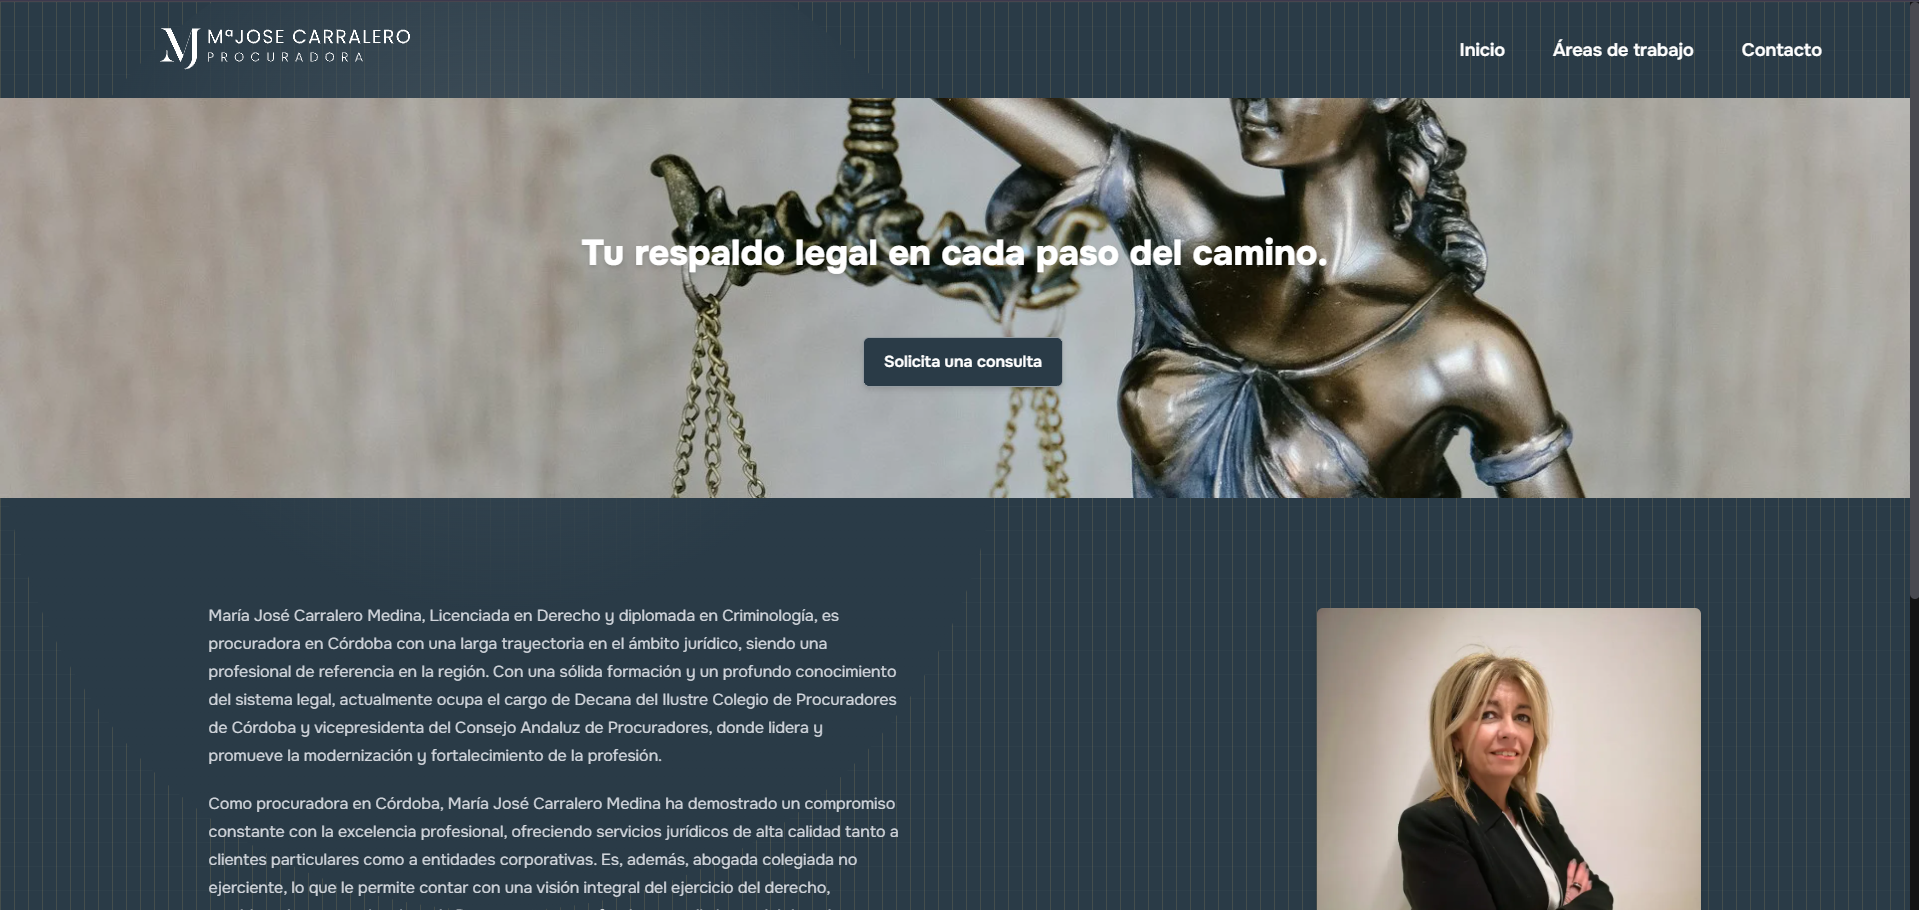 MªJOSE CARRALERO
PROCURADORA
Inicio
Áreas de trabajo
Contacto
Tu respaldo legal en cada paso del camino.
Solicita una consulta
María José Carralero Medina, Licenciada en Derecho y diplomada en Criminología, es
procuradora en Córdoba con una larga trayectoria en el ámbito jurídico, siendo una
profesional de referencia en la región. Con una sólida formación y un profundo conocimiento
del sistema legal, actualmente ocupa el cargo de Decana del Ilustre Colegio de Procuradores
de Córdoba y vicepresidenta del Consejo Andaluz de Procuradores, donde lidera y
promueve la modernización y fortalecimiento de la profesión.
Como procuradora en Córdoba, María José Carralero Medina ha demostrado un compromiso
constante con la excelencia profesional, ofreciendo servicios jurídicos de alta calidad tanto a
clientes particulares como a entidades corporativas. Es, además, abogada colegiada no
ejerciente, lo que le permite contar con una visión integral del ejercicio del derecho,